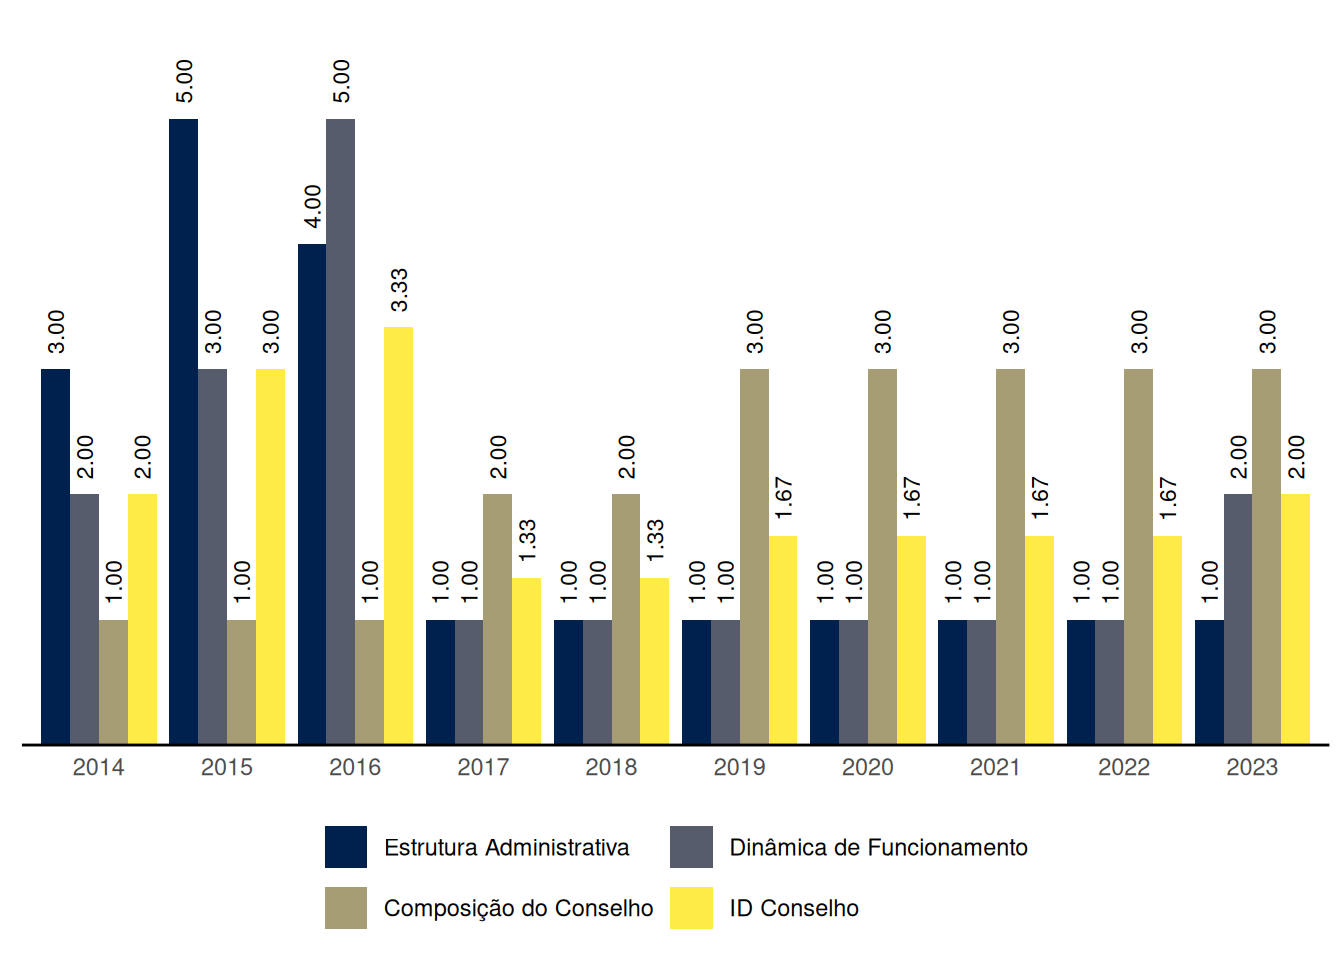 5.00 5.00
4.00
3.33
3.00 3.00 3.00 3.00 3.00 3.00 3.00 3.00
2.00 2.00 2.00 2.00 2.00 2.00
1.67 1.67 1.67 1.67
1.33 1.33
1.00 1.00 1.00 1.00 1.00 1.00 1.00 1.00 1.00 1.00 1.00 1.00 1.00 1.00 1.00 1.00
2014 2015 2016 2017 2018 2019 2020 2021 2022 2023
Estrutura Administrativa Dinâmica de Funcionamento
Composição do Conselho ID Conselho